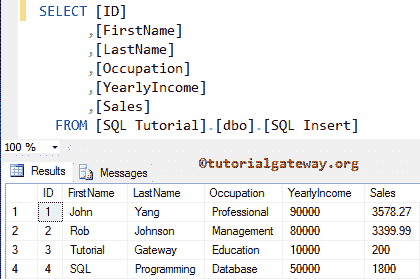 SELECT [ID]
,[FirstName]
,[LastName]
,[Occupation]
,[YearlyIncome]
,[Sales]
FROM [SQL Tutorial].[dbo].[SQL Insert]
100 %
©tutorialgateway.org
Results Messages
ID FirstName LastName Occupation YearlyIncome Sales
1 1 John Yang Professional 90000 3578.27
2 2 Rob Johnson Management 80000 3399.99
3 3 Tutorial Gateway Education 10000 200
4 4 SQL Programming Database 50000 1800